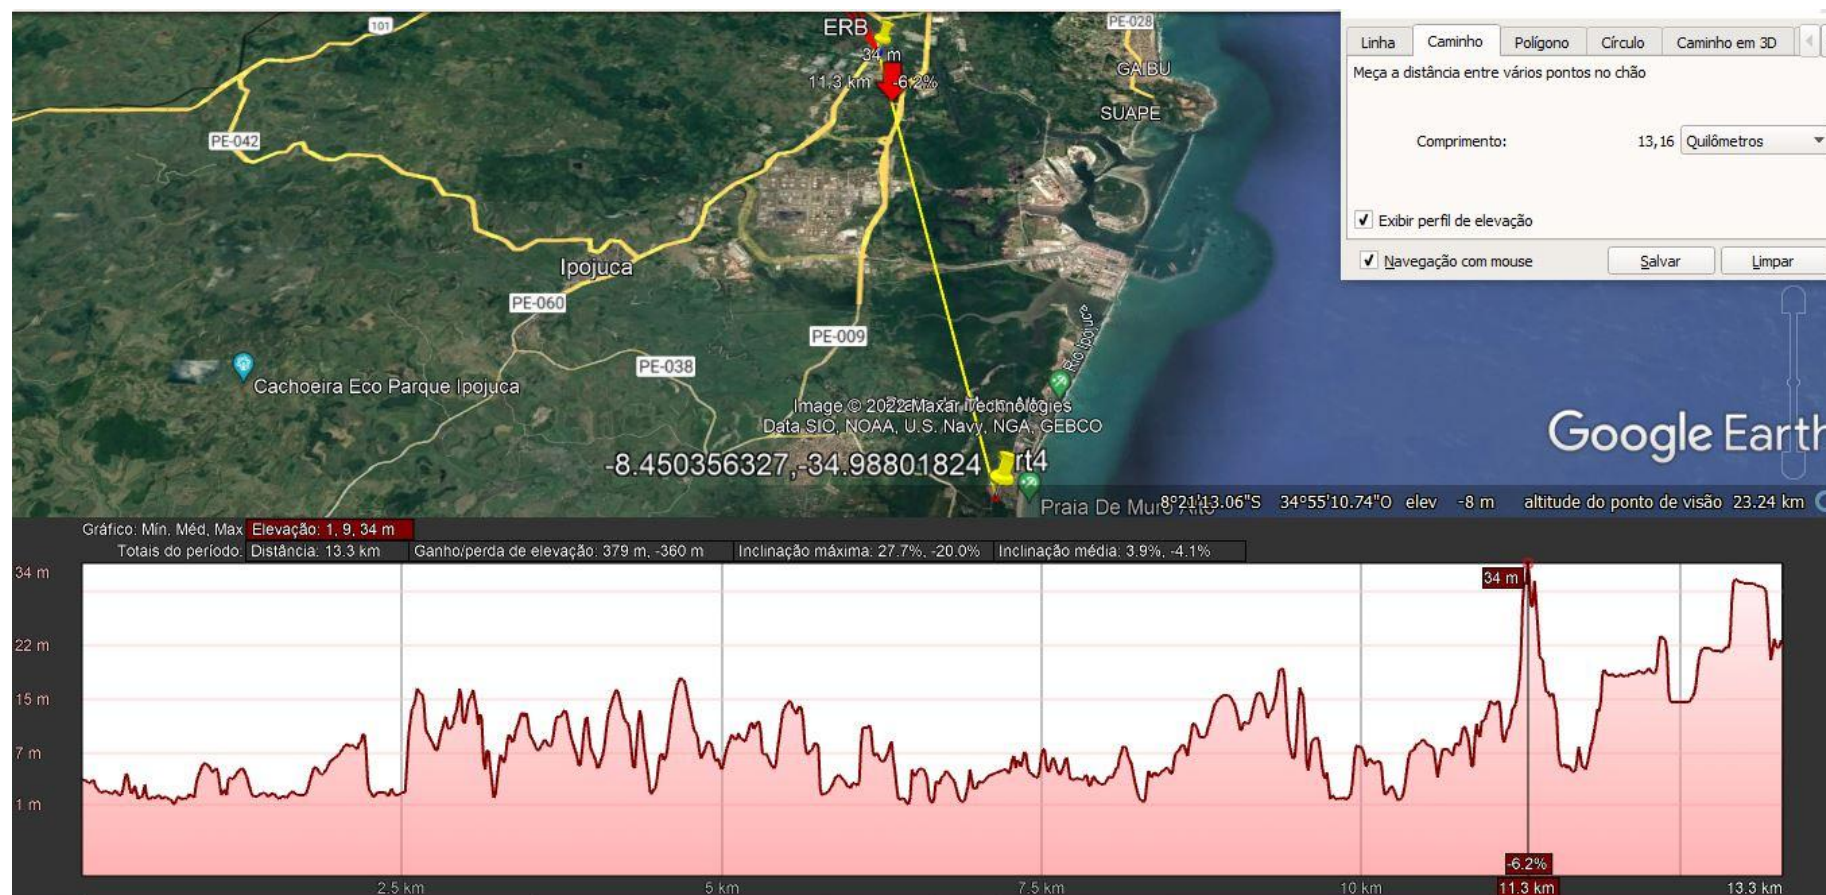 101
ERB
34 m
11.3 km -6.2%
PE-028
GAIBU
SUAPE
PE-042
Ipojuca
PE-060
PE-009
PE-038
Rio Ipojuca
Cachoeira Eco Parque Ipojuca
Image © 2022 Maxar Technologies
Data SIO, NOAA, U.S. Navy, NGA, GEBCO
-8.450356327,-34.98801824
rt4
Praia De Muro Alto
Google Earth
8°21'13.06"S 34°55'10.74"O elev -8 m altitude do ponto de visão 23.24 km
Linha Caminho Polígono Círculo Caminho em 3D
Meça a distância entre vários pontos no chão
Comprimento: 13,16 Quilômetros
Exibir perfil de elevação
Navegação com mouse Salvar Limpar
Gráfico: Mín, Méd, Max Elevação: 1, 9, 34 m
Totais do período: Distância: 13.3 km Ganho/perda de elevação: 379 m, -360 m Inclinação máxima: 27.7%, -20.0% Inclinação média: 3.9%, -4.1%
34 m
34 m
22 m
15 m
7 m
1 m
-6.2%
2.5 km 5 km 7.5 km 10 km 11.3 km 13.3 km